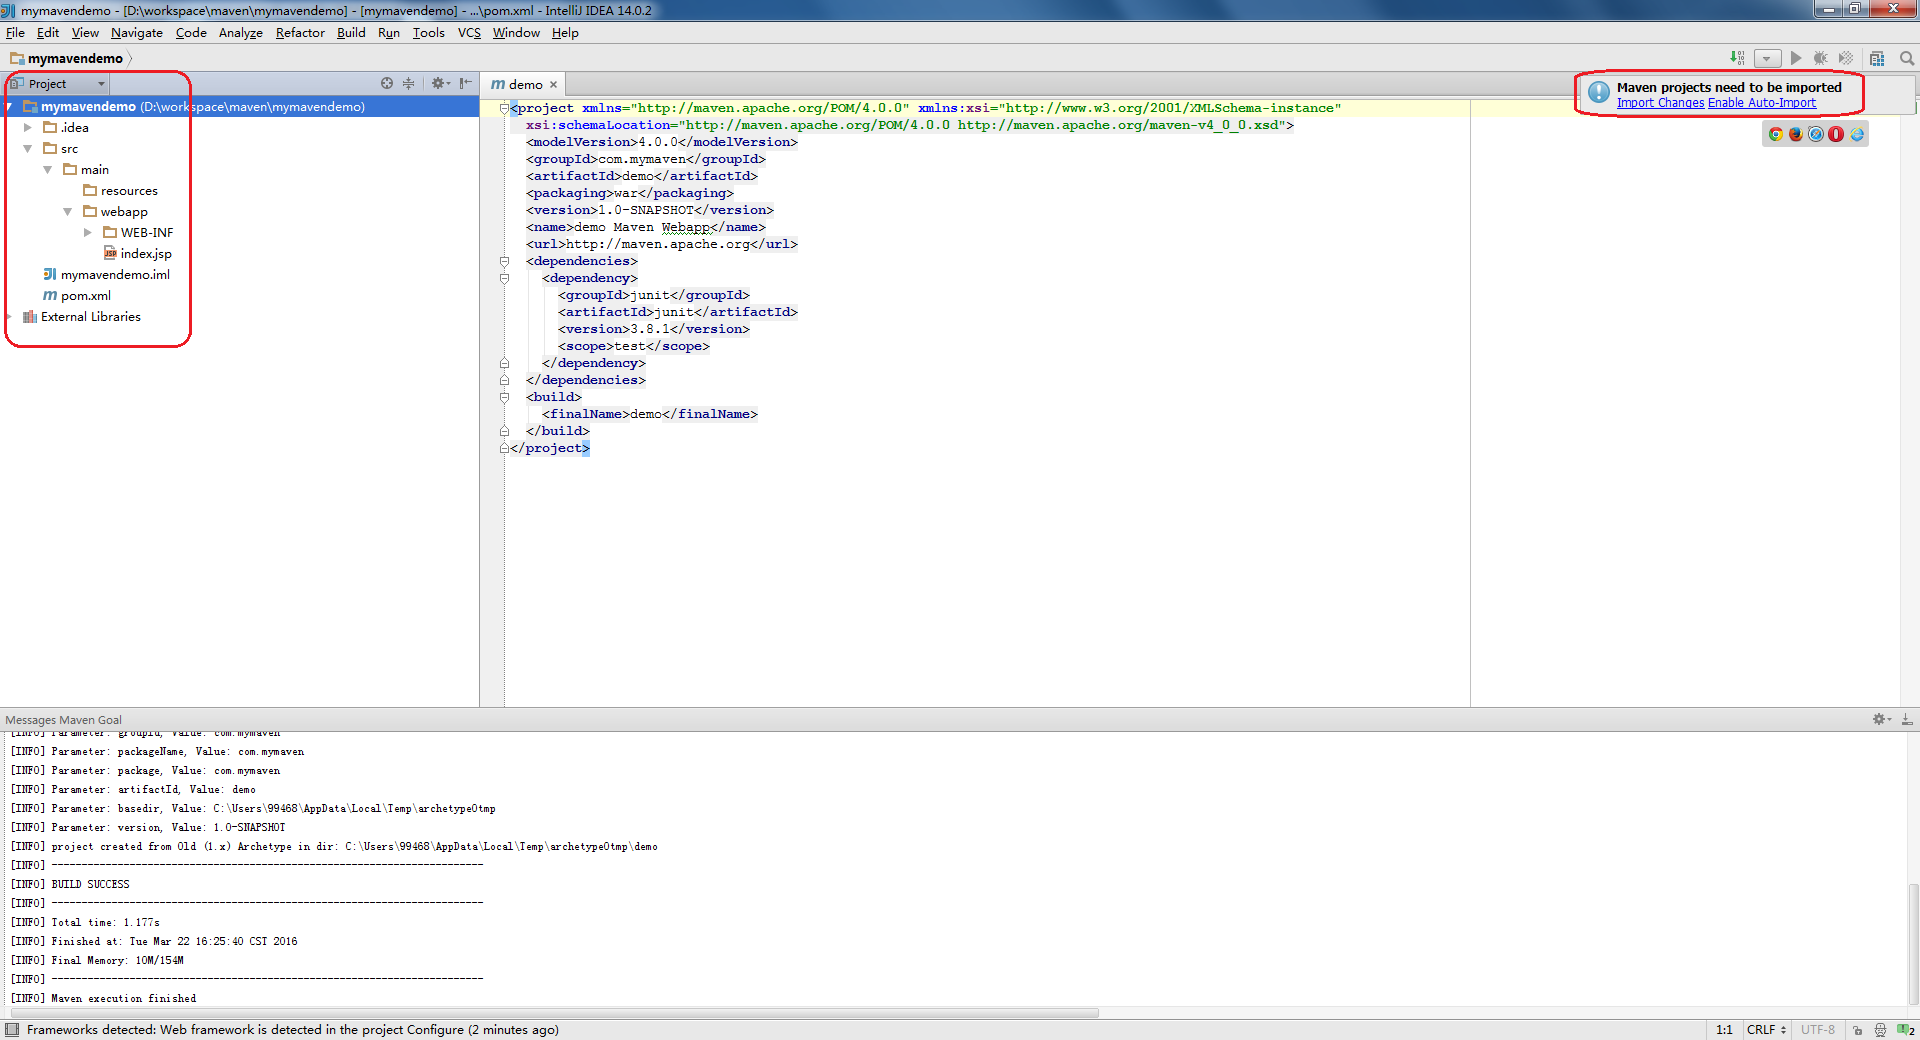 mymavendemo - [D:\workspace\maven\mymavendemo] - [mymavendemo] - ...\pom.xml - IntelliJ IDEA 14.0.2
File Edit View Navigate Code Analyze Refactor Build Run Tools VCS Window Help
mymavendemo
Project
demo
Maven projects need to be imported
Import Changes Enable Auto-Import
mymavendemo (D:\workspace\maven\mymavendemo)
.idea
src
main
resources
webapp
WEB-INF
index.jsp
mymavendemo.iml
pom.xml
External Libraries
<project xmlns="http://maven.apache.org/POM/4.0.0" xmlns:xsi="http://www.w3.org/2001/XMLSchema-instance"
xsi:schemaLocation="http://maven.apache.org/POM/4.0.0 http://maven.apache.org/maven-v4_0_0.xsd">
<modelVersion>4.0.0</modelVersion>
<groupId>com.mymaven</groupId>
<artifactId>demo</artifactId>
<packaging>war</packaging>
<version>1.0-SNAPSHOT</version>
<name>demo Maven Webapp</name>
<url>http://maven.apache.org</url>
<dependencies>
<dependency>
<groupId>junit</groupId>
<artifactId>junit</artifactId>
<version>3.8.1</version>
<scope>test</scope>
</dependency>
</dependencies>
<build>
<finalName>demo</finalName>
</build>
</project>
Messages Maven Goal
[INFO] Parameter: groupId, Value: com.mymaven
[INFO] Parameter: packageName, Value: com.mymaven
[INFO] Parameter: package, Value: com.mymaven
[INFO] Parameter: artifactId, Value: demo
[INFO] Parameter: basedir, Value: C:\Users\99468\AppData\Local\Temp\archetype0tmp
[INFO] Parameter: version, Value: 1.0-SNAPSHOT
[INFO] project created from Old (1.x) Archetype in dir: C:\Users\99468\AppData\Local\Temp\archetype0tmp\demo
[INFO] ------------------------------------------------------------------------
[INFO] BUILD SUCCESS
[INFO] ------------------------------------------------------------------------
[INFO] Total time: 1.177s
[INFO] Finished at: Tue Mar 22 16:25:40 CST 2016
[INFO] Final Memory: 10M/154M
[INFO] ------------------------------------------------------------------------
[INFO] Maven execution finished
Frameworks detected: Web framework is detected in the project Configure (2 minutes ago)
1:1 CRLF UTF-8 2